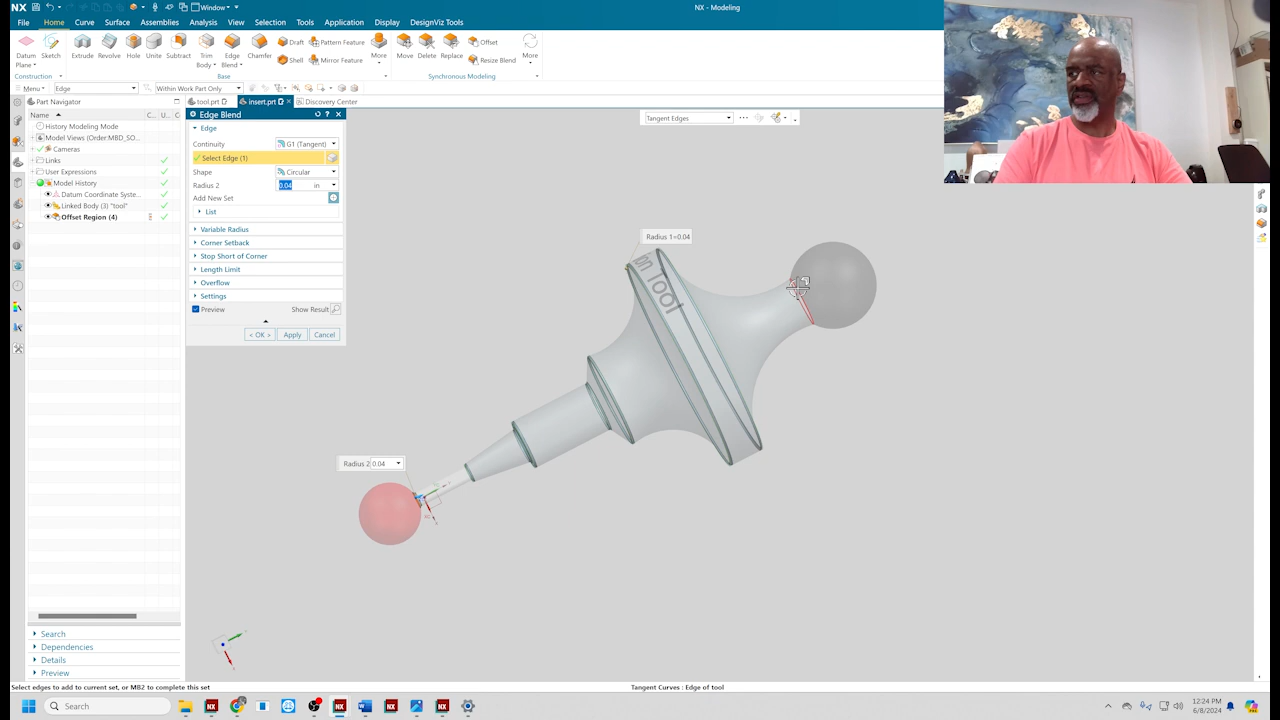 NX
Window
NX - Modeling
File
Home
Curve
Surface
Assemblies
Analysis
View
Selection
Tools
Application
Display
DesignViz Tools
Datum Plane
Sketch
Extrude
Revolve
Hole
Unite
Subtract
Trim Body
Edge Blend
Chamfer
Draft
Shell
Pattern Feature
Mirror Feature
More
Move
Delete
Replace
Offset
Resize Blend
More
Construction
Base
Synchronous Modeling
Menu
Edge
Within Work Part Only
Part Navigator
tool.prt
insert.prt
Discovery Center
Name
C...
U...
C
History Modeling Mode
Model Views (Order:MBD_SO...
Cameras
Links
User Expressions
Model History
Datum Coordinate Syste...
Linked Body (3) "tool"
Offset Region (4)
Edge Blend
Edge
Continuity
G1 (Tangent)
Select Edge (1)
Shape
Circular
Radius 2
0.04
in
Add New Set
List
Variable Radius
Corner Setback
Stop Short of Corner
Length Limit
Overflow
Settings
Preview
Show Result
< OK >
Apply
Cancel
Tangent Edges
Radius 1=0.04
Tool
Radius 2 0.04
Search
Dependencies
Details
Preview
Select edges to add to current set, or MB2 to complete this set
Tangent Curves : Edge of tool
Search
12:24 PM
6/8/2024